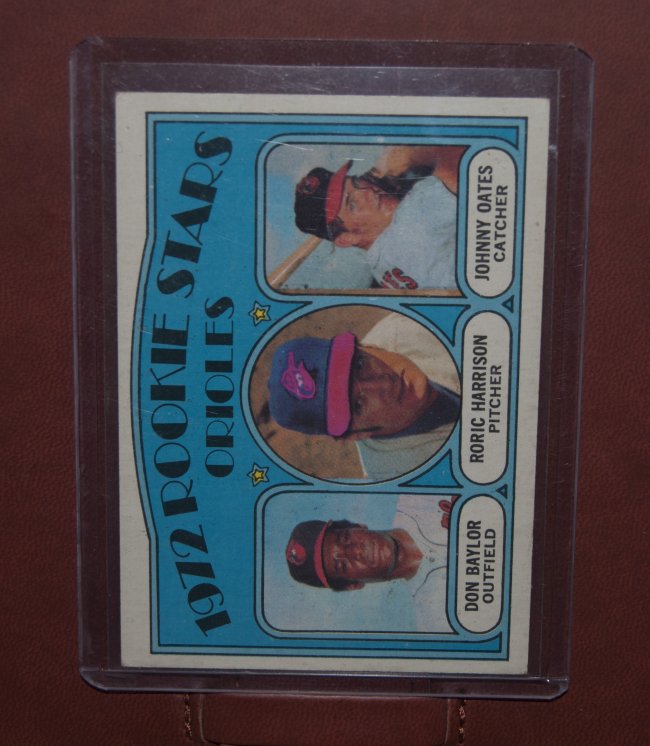 1972 ROOKIE STARS
ORIOLES
DON BAYLOR
OUTFIELD
RORIC HARRISON
PITCHER
JOHNNY OATES
CATCHER